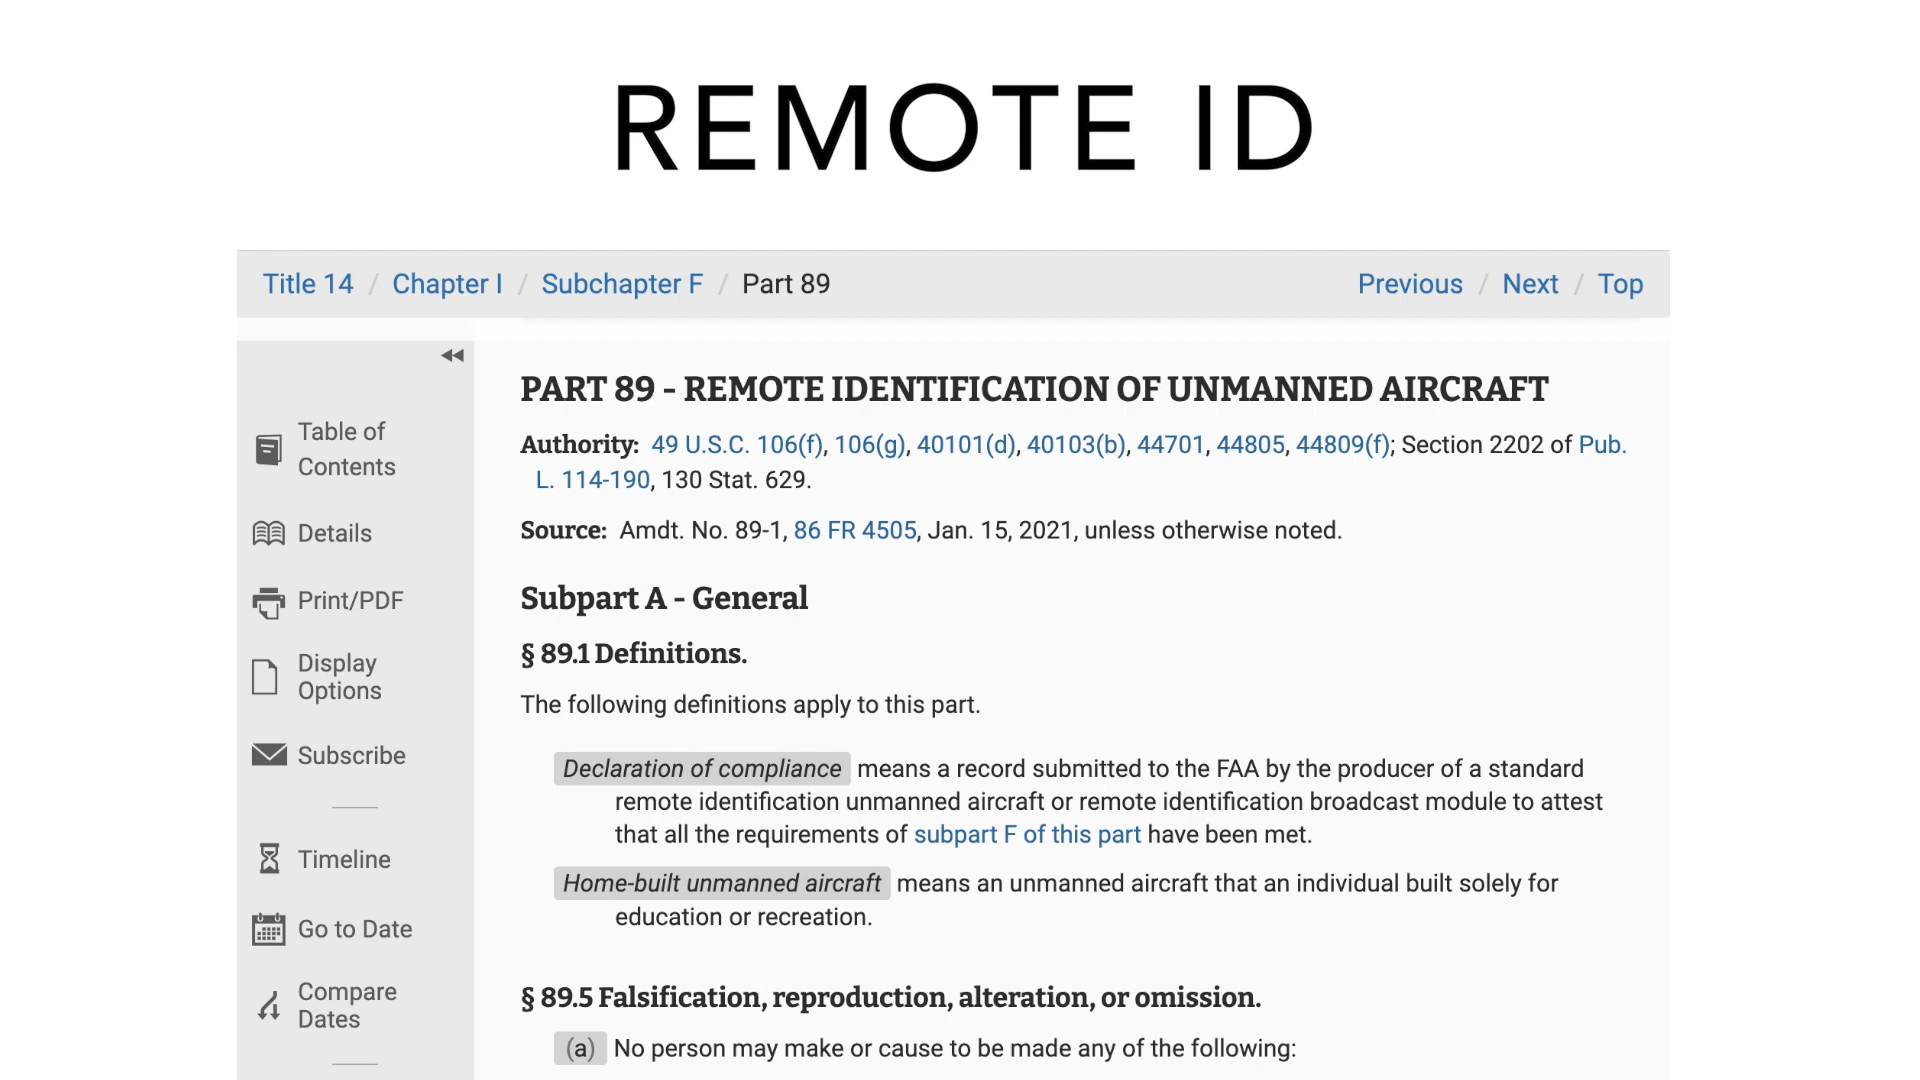 REMOTE ID
Title 14 / Chapter I / Subchapter F / Part 89
Previous / Next / Top
Table of
Contents
Details
Print/PDF
Display
Options
Subscribe
Timeline
Go to Date
Compare
Dates
PART 89 - REMOTE IDENTIFICATION OF UNMANNED AIRCRAFT
Authority: 49 U.S.C. 106(f), 106(g), 40101(d), 40103(b), 44701, 44805, 44809(f); Section 2202 of Pub.
L. 114-190, 130 Stat. 629.
Source: Amdt. No. 89-1, 86 FR 4505, Jan. 15, 2021, unless otherwise noted.
Subpart A - General
§ 89.1 Definitions.
The following definitions apply to this part.
Declaration of compliance means a record submitted to the FAA by the producer of a standard
remote identification unmanned aircraft or remote identification broadcast module to attest
that all the requirements of subpart F of this part have been met.
Home-built unmanned aircraft means an unmanned aircraft that an individual built solely for
education or recreation.
§ 89.5 Falsification, reproduction, alteration, or omission.
(a) No person may make or cause to be made any of the following: